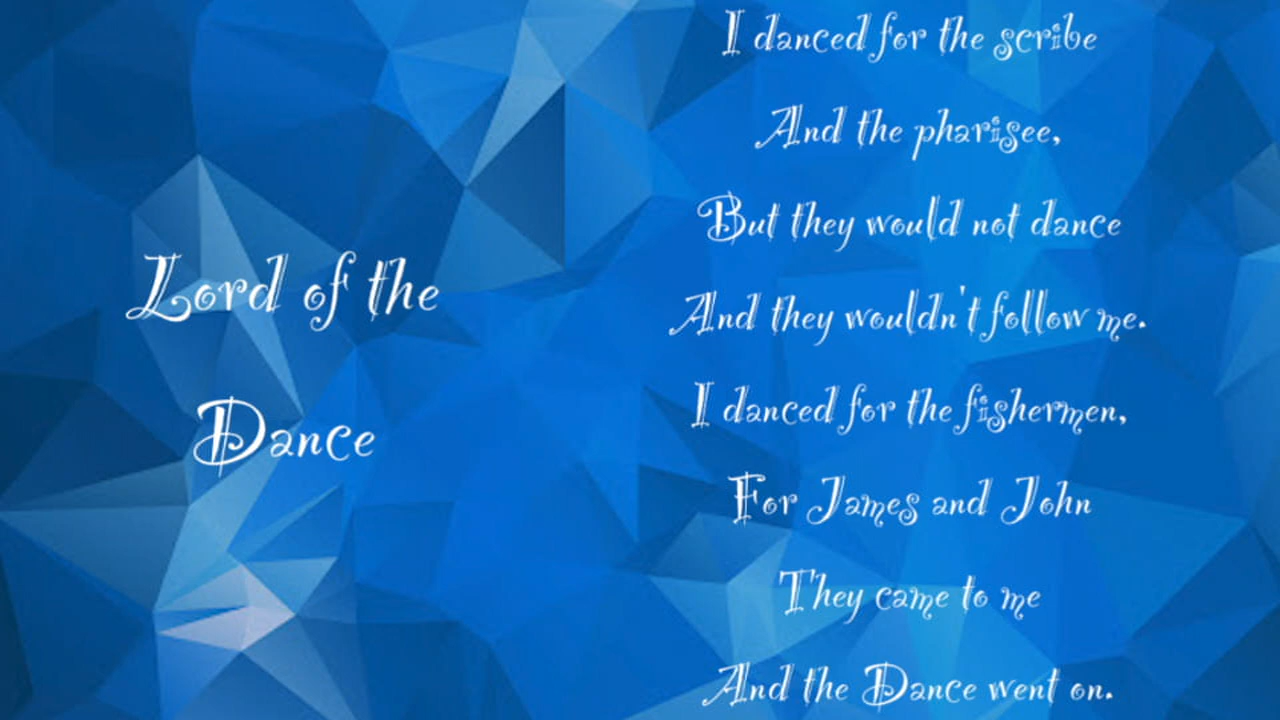 Lord of the
Dance
I danced for the scribe
And the pharisee,
But they would not dance
And they wouldn't follow me.
I danced for the fishermen,
For James and John
They came to me
And the Dance went on.